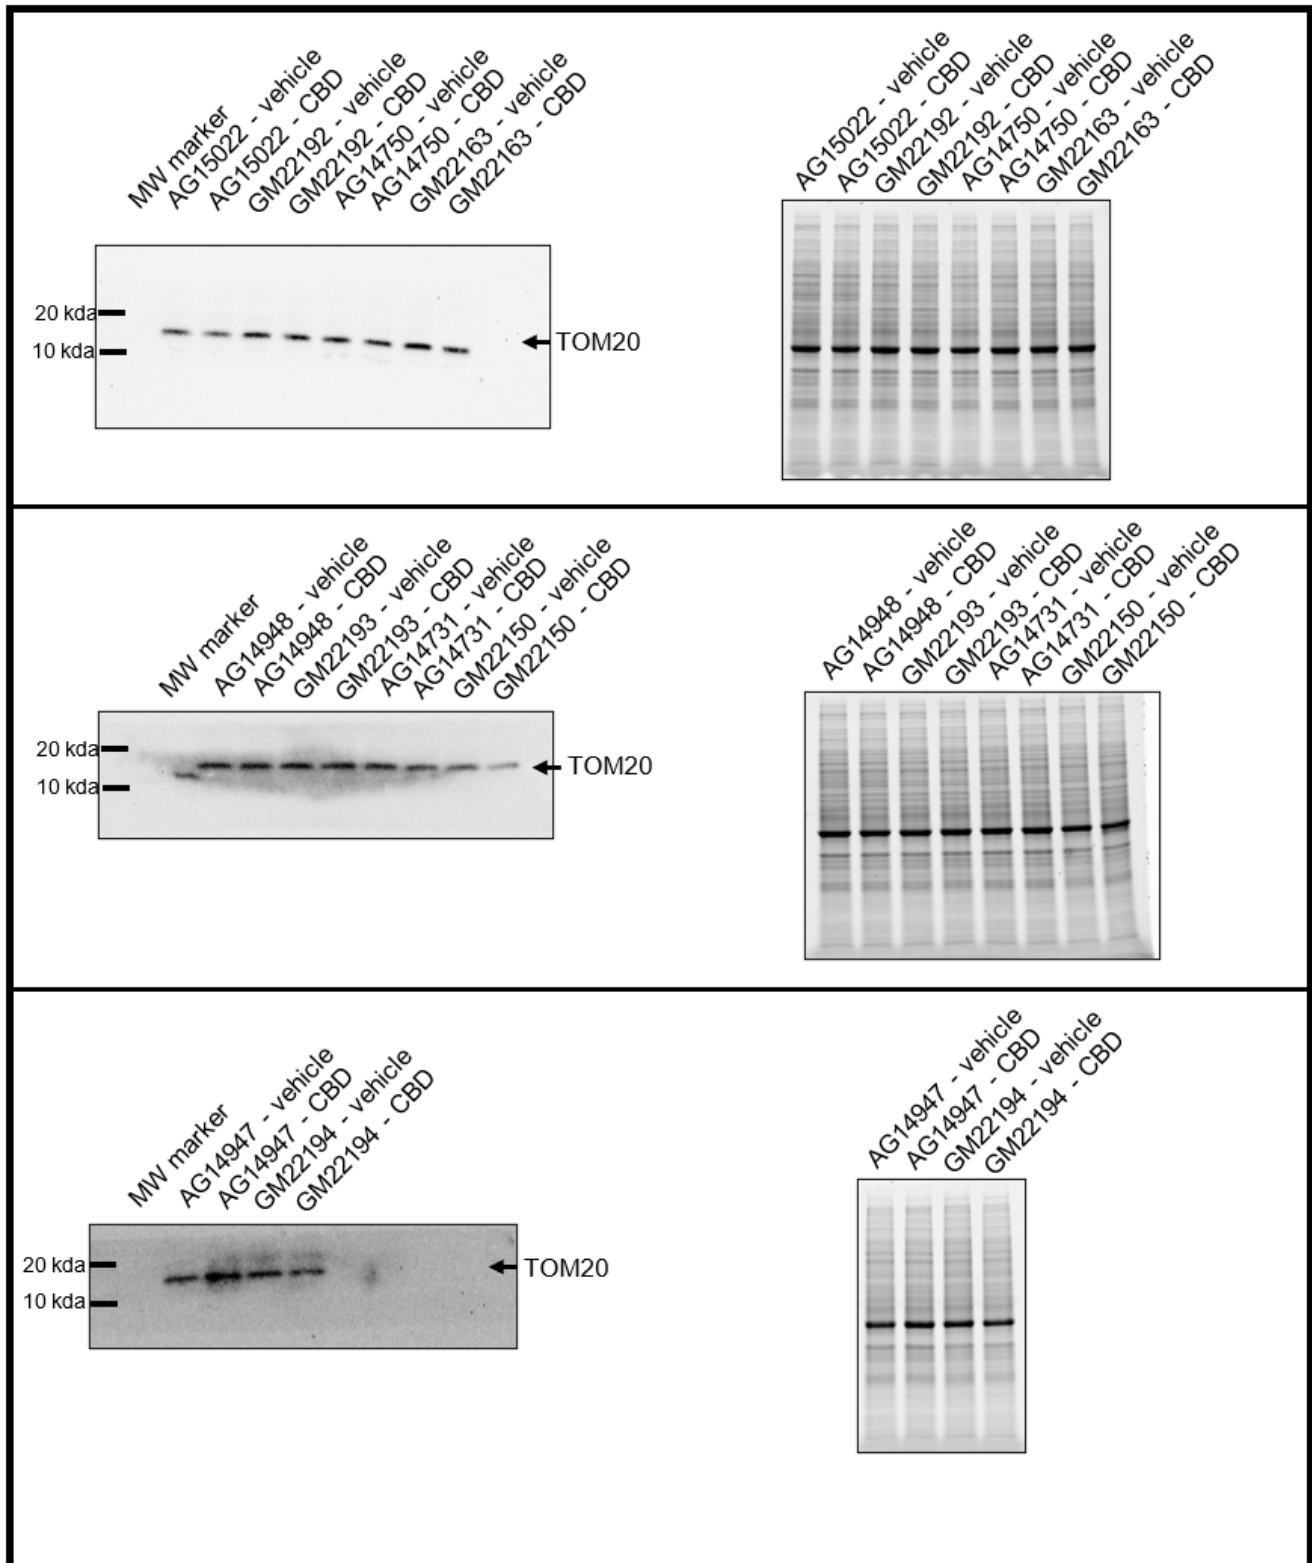 MW marker
AG15022 - vehicle
AG15022 - CBD
GM22192 - vehicle
GM22192 - CBD
AG14750 - vehicle
AG14750 - CBD
GM22163 - vehicle
GM22163 - CBD
20 kda
10 kda
TOM20
AG15022 - vehicle
AG15022 - CBD
GM22192 - vehicle
GM22192 - CBD
AG14750 - vehicle
AG14750 - CBD
GM22163 - vehicle
GM22163 - CBD
MW marker
AG14948 - vehicle
AG14948 - CBD
GM22193 - vehicle
GM22193 - CBD
AG14731 - vehicle
AG14731 - CBD
GM22150 - vehicle
GM22150 - CBD
20 kda
10 kda
TOM20
AG14948 - vehicle
AG14948 - CBD
GM22193 - vehicle
GM22193 - CBD
AG14731 - vehicle
AG14731 - CBD
GM22150 - vehicle
GM22150 - CBD
MW marker
AG14947 - vehicle
AG14947 - CBD
GM22194 - vehicle
GM22194 - CBD
20 kda
10 kda
TOM20
AG14947 - vehicle
AG14947 - CBD
GM22194 - vehicle
GM22194 - CBD